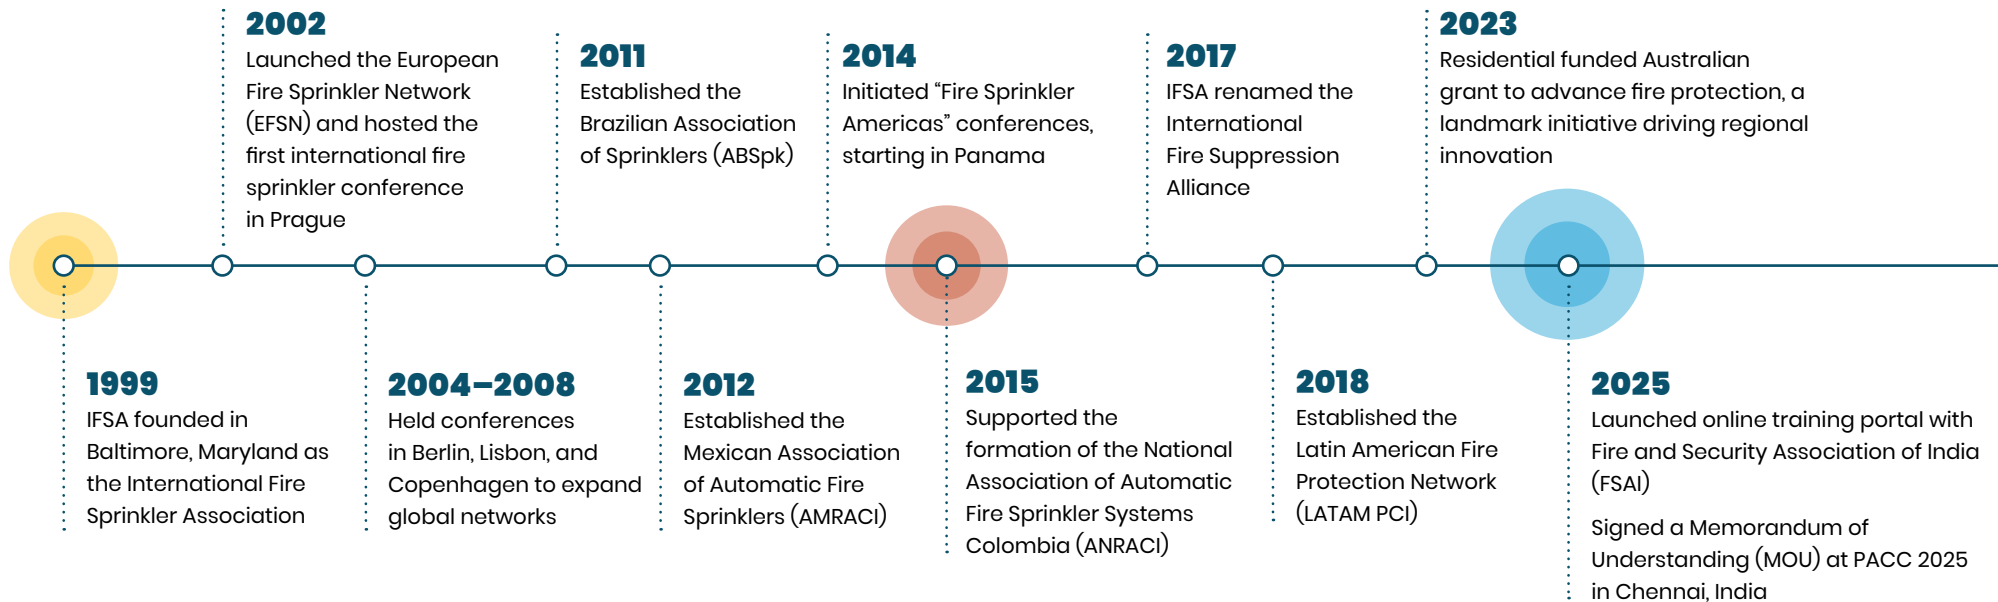 2002
Launched the European
Fire Sprinkler Network
(EFSN) and hosted the
first international fire
sprinkler conference
in Prague
2011
Established the
Brazilian Association
of Sprinklers (ABSpk)
2014
Initiated “Fire Sprinkler
Americas” conferences,
starting in Panama
2017
IFSA renamed the
International
Fire Suppression
Alliance
2023
Residential funded Australian
grant to advance fire protection, a
landmark initiative driving regional
innovation
1999
IFSA founded in
Baltimore, Maryland as
the International Fire
Sprinkler Association
2004–2008
Held conferences
in Berlin, Lisbon, and
Copenhagen to expand
global networks
2012
Established the
Mexican Association
of Automatic Fire
Sprinklers (AMRACI)
2015
Supported the
formation of the National
Association of Automatic
Fire Sprinkler Systems
Colombia (ANRACI)
2018
Established the
Latin American Fire
Protection Network
(LATAM PCI)
2025
Launched online training portal with
Fire and Security Association of India
(FSAI)
Signed a Memorandum of
Understanding (MOU) at PACC 2025
in Chennai, India